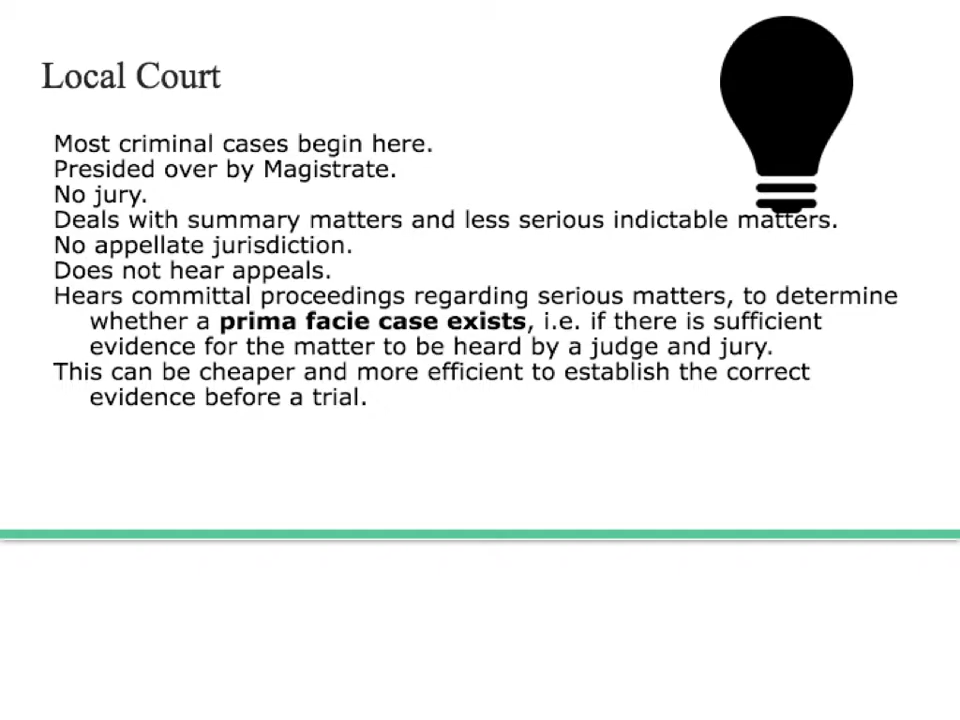 Local Court
Most criminal cases begin here.
Presided over by Magistrate.
No jury.
Deals with summary matters and less serious indictable matters.
No appellate jurisdiction.
Does not hear appeals.
Hears committal proceedings regarding serious matters, to determine
whether a prima facie case exists, i.e. if there is sufficient
evidence for the matter to be heard by a judge and jury.
This can be cheaper and more efficient to establish the correct
evidence before a trial.